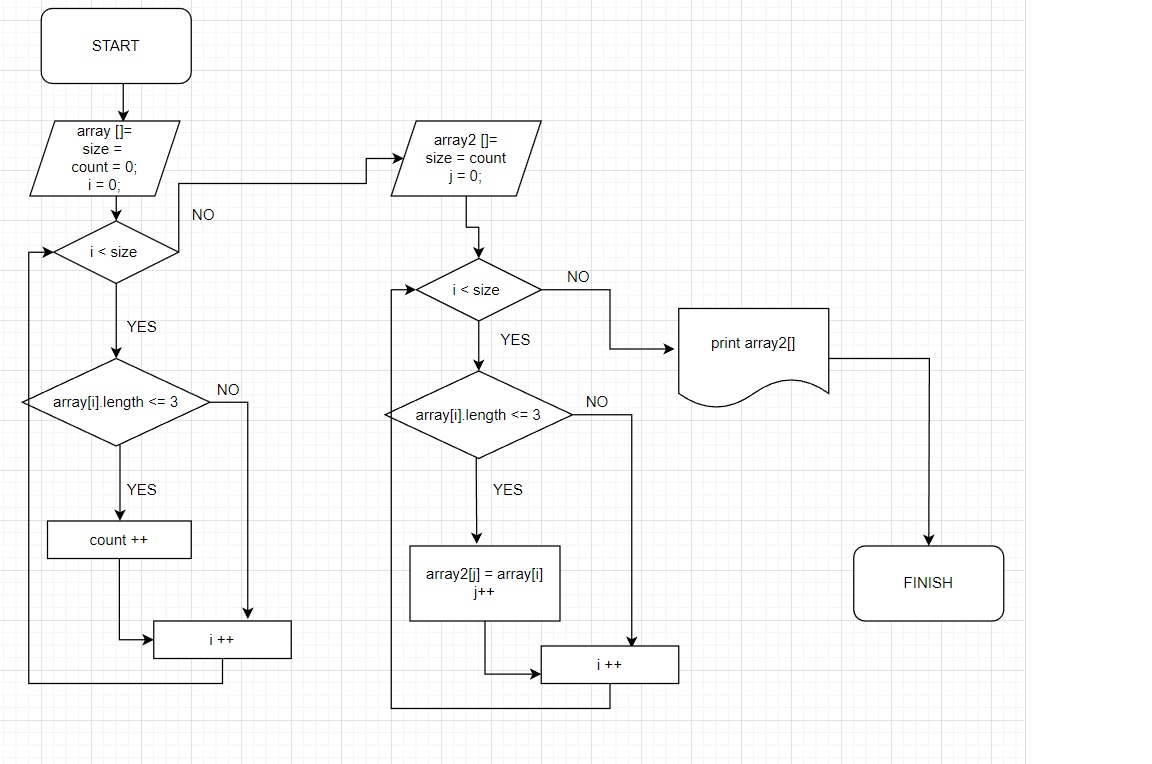 START
array []=
size =
count = 0;
i = 0;
NO
i < size
YES
array[i].length <= 3
NO
YES
count ++
i ++
array2 []=
size = count
j = 0;
i < size
NO
YES
array[i].length <= 3
NO
YES
array2[j] = array[i]
j++
i ++
print array2[]
FINISH